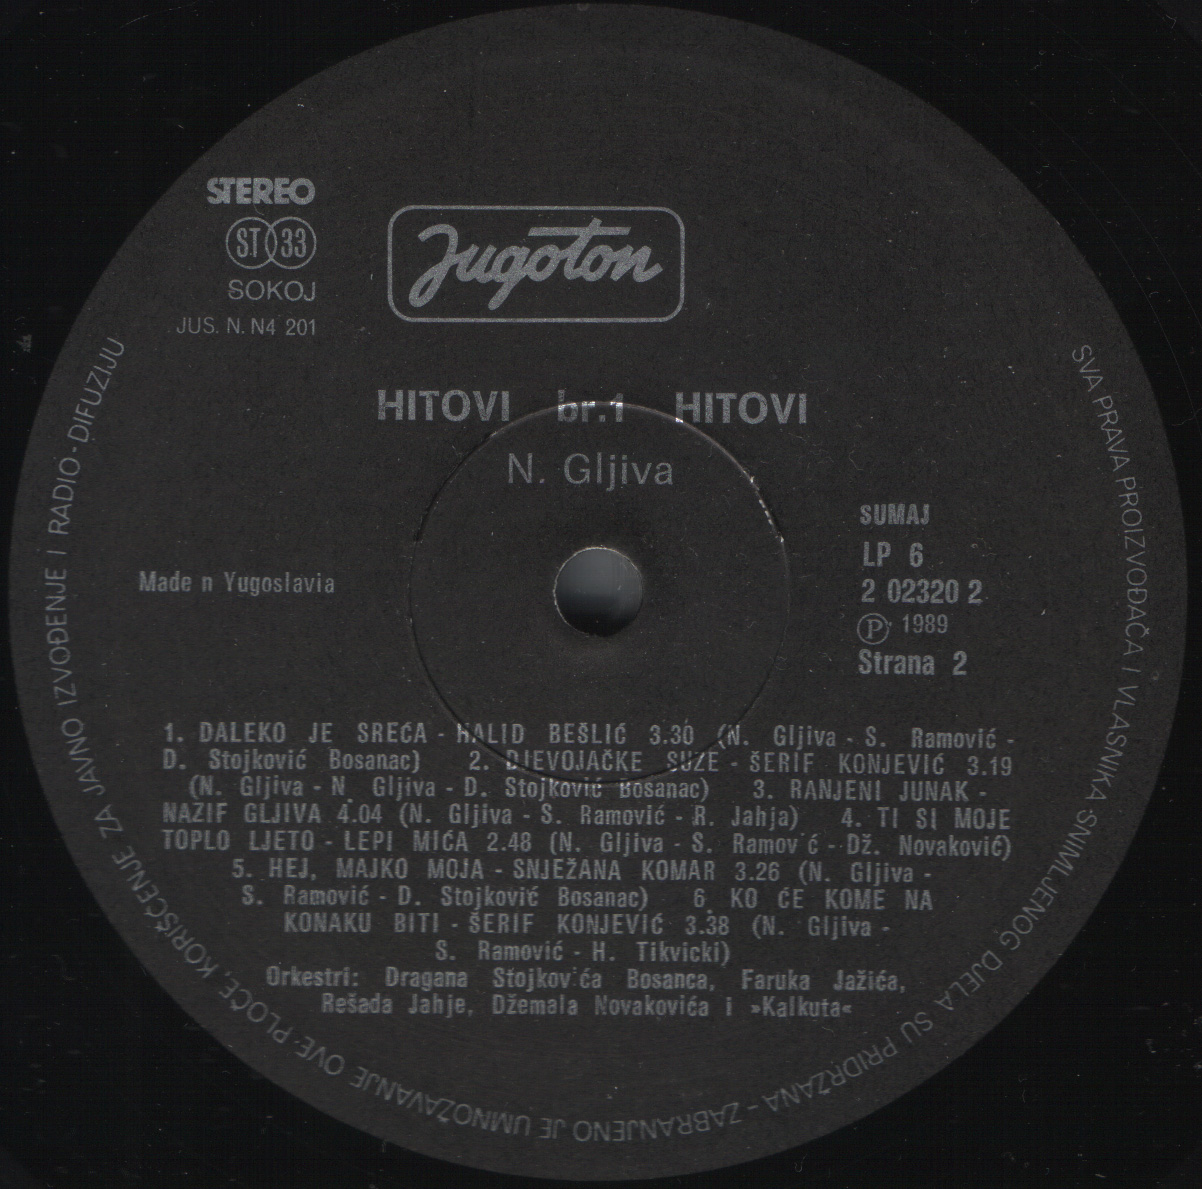 STEREO
ST 33
SOKOJ
JUS. N. N4 201
Jugoton
HITOVI br.1 HITOVI
N. Gljiva
Made n Yugoslavia
SUMAJ
LP 6
2 02320 2
Ⓟ 1989
Strana 2
1. DALEKO JE SREĆA - HALID BEŠLIĆ 3.30 (N. Gljiva - S. Ramović -
D. Stojković Bosanac) 2. DJEVOJAČKE SUZE - ŠERIF KONJEVIĆ 3.19
(N. Gljiva - N. Gljiva - D. Stojković Bosanac) 3. RANJENI JUNAK -
NAZIF GLJIVA 4.04 (N. Gljiva - S. Ramović - R. Jahja) 4. TI SI MOJE
TOPLO LJETO - LEPI MIĆA 2.48 (N. Gljiva - S. Ramov ć - Dž. Novaković)
5. HEJ, MAJKO MOJA - SNJEŽANA KOMAR 3.26 (N. Gljiva -
S. Ramović - D. Stojković Bosanac) 6. KO ĆE KOME NA
KONAKU BITI - ŠERIF KONJEVIĆ 3.38 (N. Gljiva -
S. Ramović - H. Tikvicki)
Orkestri: Dragana Stojkov ća Bosanca, Faruka Jažića,
Rešada Jahje, Džemala Novakovića i »Kalkuta«
SVA PRAVA PROIZVOĐAČA I VLASNIKA SNIMLJENOG DJELA SU PRIDRŽANA - ZABRANJENO JE UMNOŽAVANJE OVE PLOČE, KORIŠĆENJE ZA JAVNO IZVOĐENJE I RADIO-DIFUZIJU